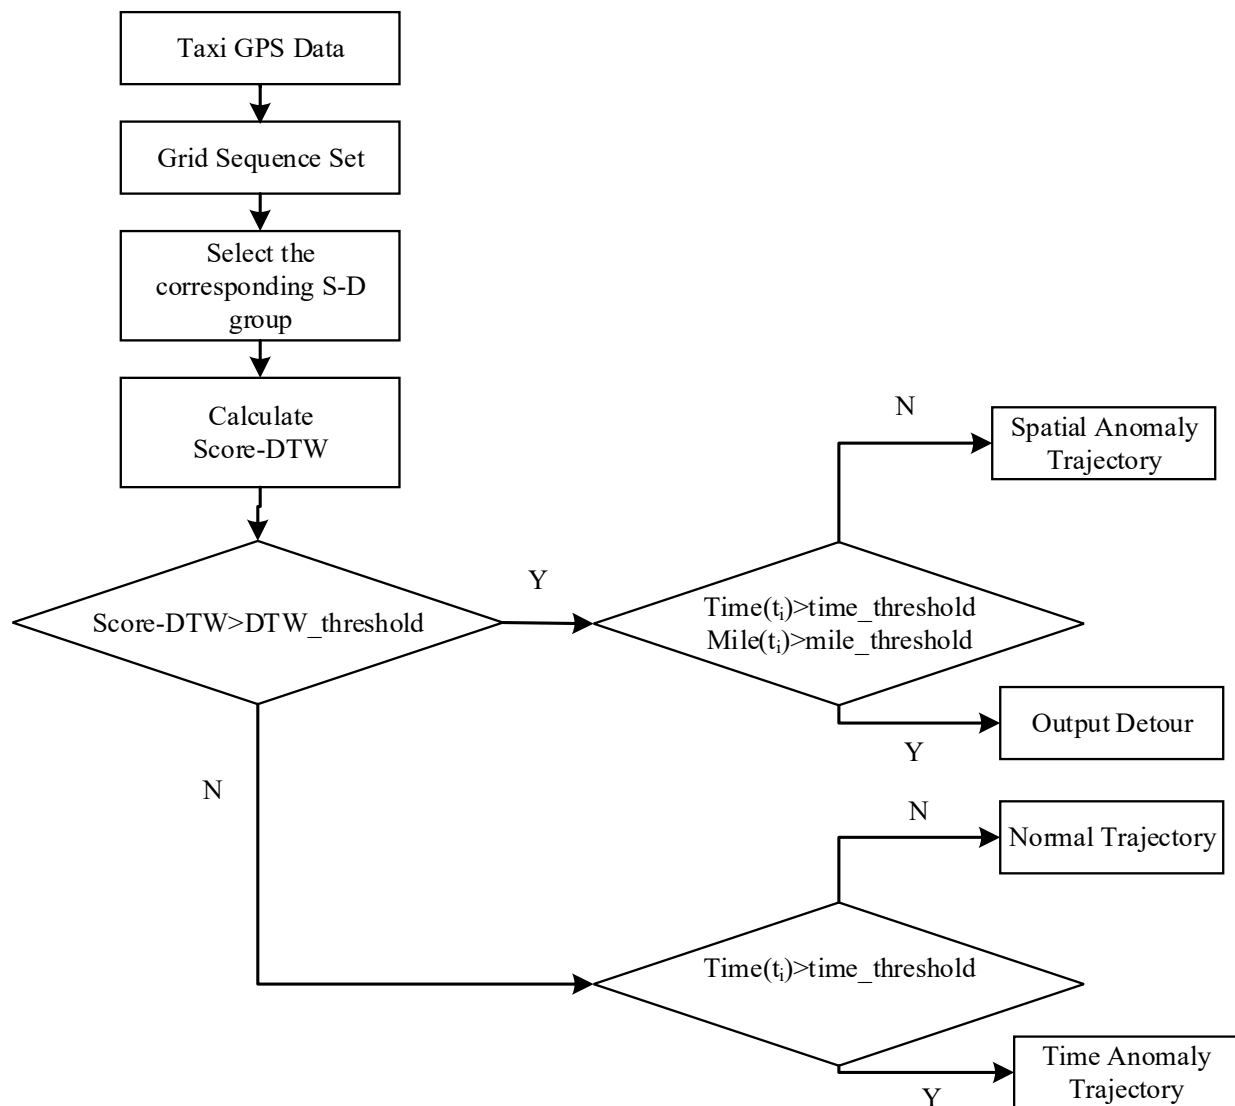 Taxi GPS Data
Grid Sequence Set
Select the
corresponding S-D
group
Calculate
Score-DTW
N
Spatial Anomaly
Trajectory
Y
Score-DTW>DTW_threshold
Time(tᵢ)>time_threshold
Mile(tᵢ)>mile_threshold
Output Detour
Y
N
N
Normal Trajectory
Time(tᵢ)>time_threshold
Time Anomaly
Trajectory
Y